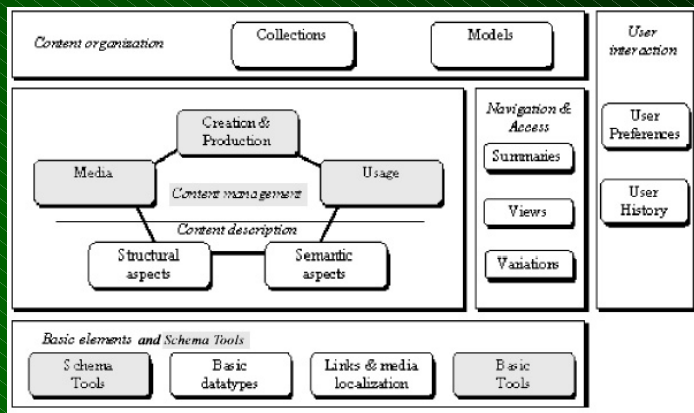 Content organization
Collections
Models
User
interaction
Creation &
Production
Media
Usage
Content management
Content description
Structural
aspects
Semantic
aspects
Navigation &
Access
Summaries
Views
Variations
User
Preferences
User
History
Basic elements and Schema Tools
Schema
Tools
Basic
datatypes
Links & media
localization
Basic
Tools